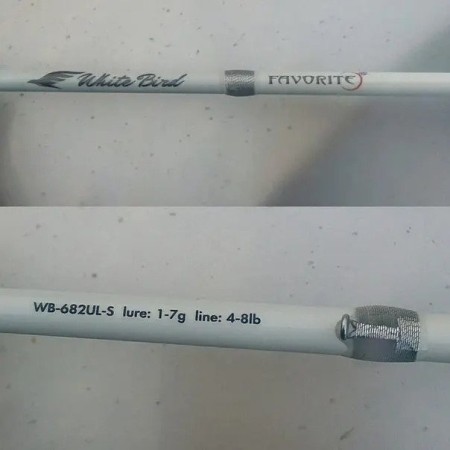 White Bird FAVORITE
WB-682UL-S lure: 1-7g line: 4-8lb